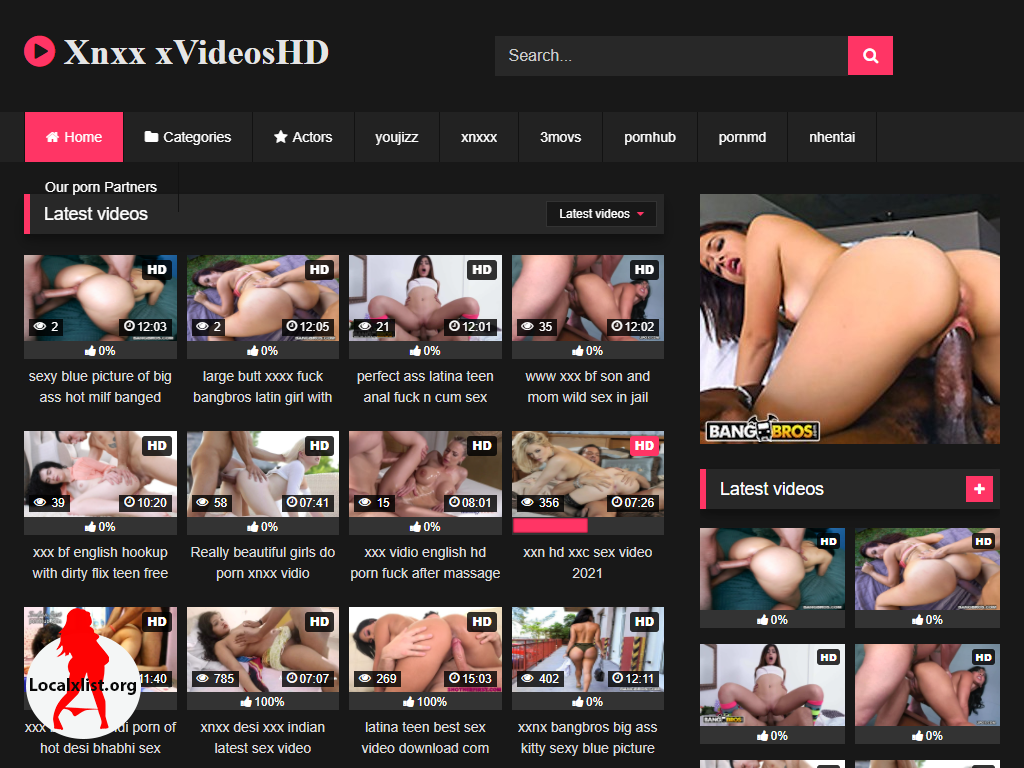 Xnxx xVideosHD
Search...
Home
Categories
Actors
youjizz
xnxxx
3movs
pornhub
pornmd
nhentai
Our porn Partners
Latest videos
Latest videos
HD
2
12:03
0%
sexy blue picture of big
ass hot milf banged
HD
2
12:05
0%
large butt xxxx fuck
bangbros latin girl with
HD
21
12:01
0%
perfect ass latina teen
anal fuck n cum sex
HD
35
12:02
0%
www xxx bf son and
mom wild sex in jail
HD
39
10:20
0%
xxx bf english hookup
with dirty flix teen free
HD
58
07:41
0%
Really beautiful girls do
porn xnxx vidio
HD
15
08:01
0%
xxx vidio english hd
porn fuck after massage
HD
356
07:26
xxn hd xxc sex video
2021
HD
11:40
Localxlist.org
xxx
porn of
hot desi bhabhi sex
HD
785
07:07
100%
xnxx desi xxx indian
latest sex video
HD
269
15:03
100%
latina teen best sex
video download com
HD
402
12:11
xxnx bangbros big ass
kitty sexy blue picture
BANGBROS
Latest videos
+
HD
0%
HD
0%
HD
BANGBROS
0%
HD
0%